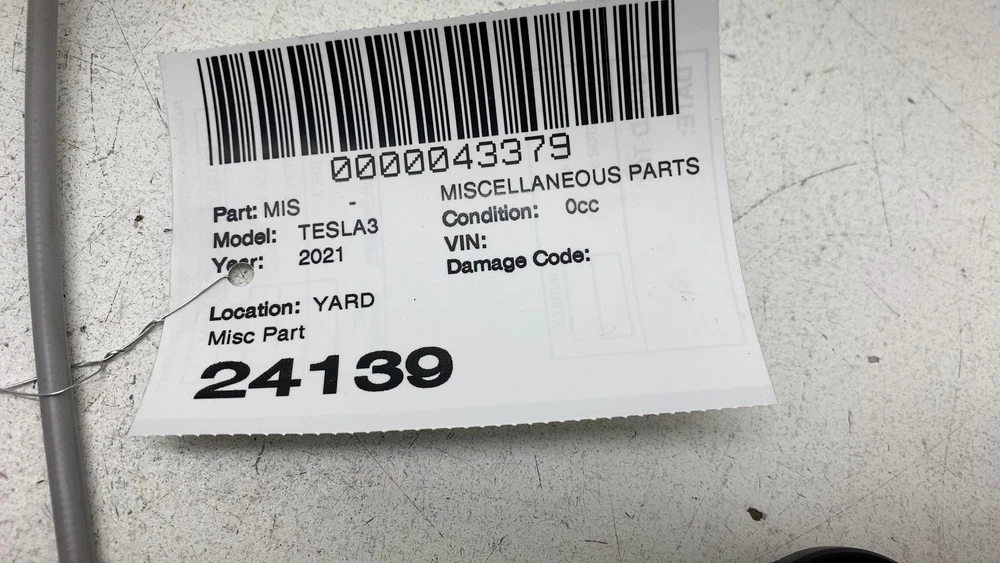 0000043379
Part: MIS -
MISCELLANEOUS PARTS
Model: TESLA3
Condition: 0cc
Year: 2021
VIN:
Damage Code:
Location: YARD
Misc Part
24139